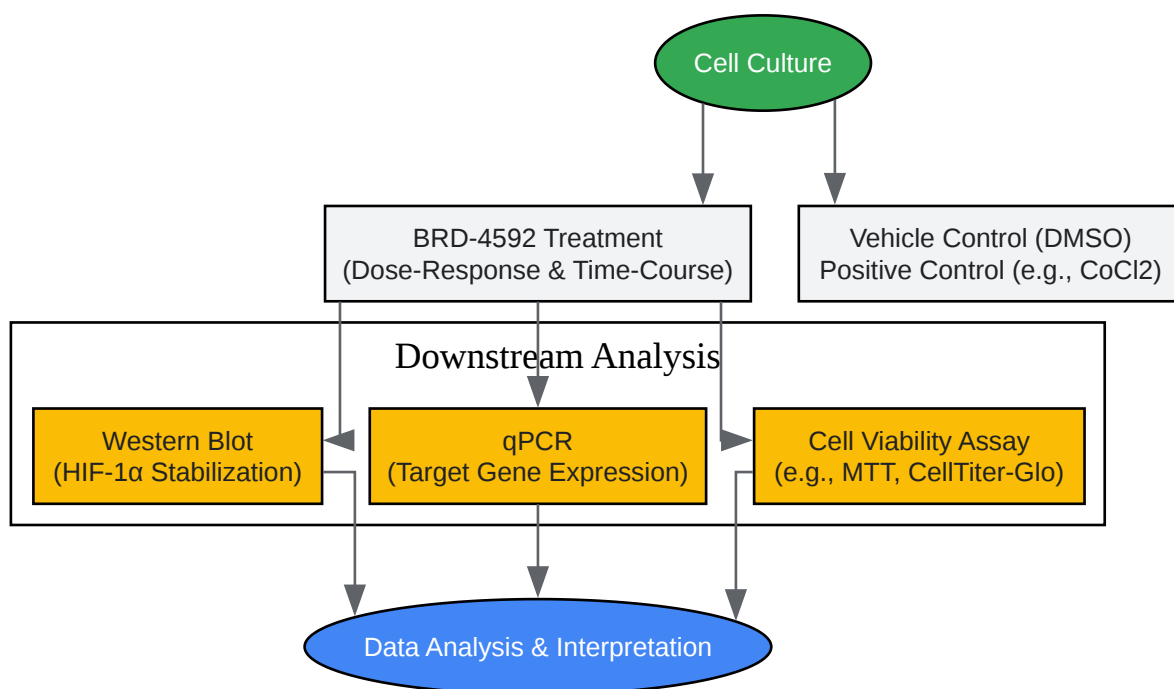 Cell Culture
BRD-4592 Treatment
(Dose-Response & Time-Course)
Vehicle Control (DMSO)
Positive Control (e.g., CoCl2)
Downstream Analysis
Western Blot
(HIF-1α Stabilization)
qPCR
(Target Gene Expression)
Cell Viability Assay
(e.g., MTT, CellTiter-Glo)
Data Analysis & Interpretation